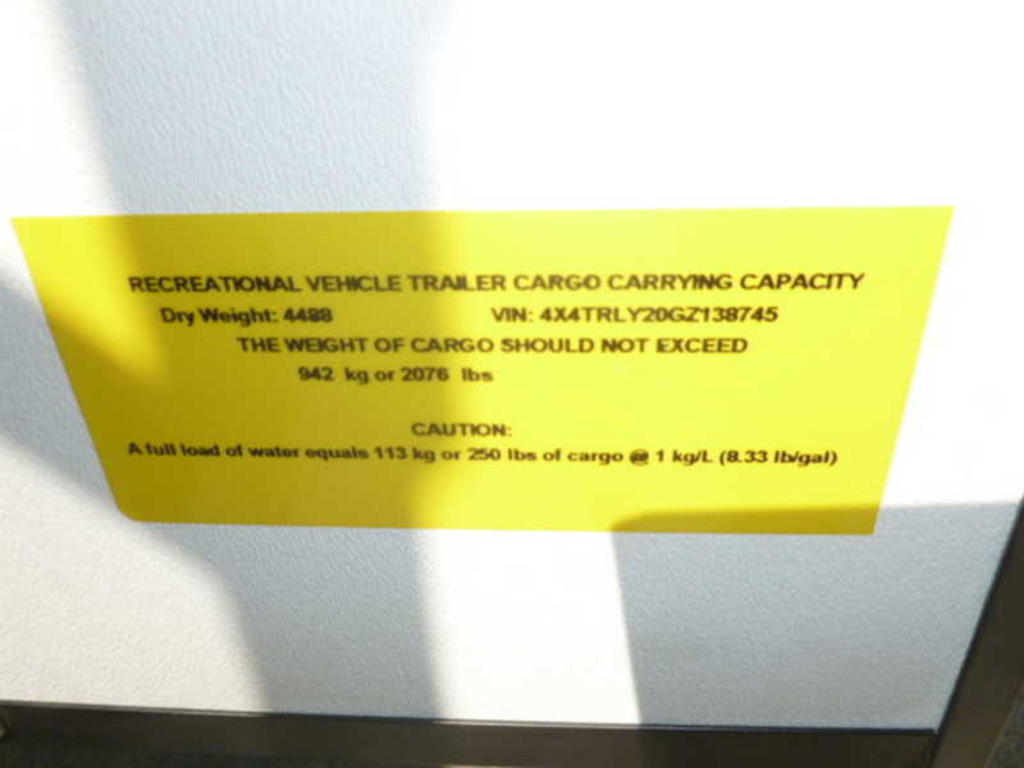 RECREATIONAL VEHICLE TRAILER CARGO CARRYING CAPACITY
Dry Weight: 4488 VIN: 4X4TRLY20GZ138745
THE WEIGHT OF CARGO SHOULD NOT EXCEED
942 kg or 2076 lbs
CAUTION:
A full load of water equals 113 kg or 250 lbs of cargo @ 1 kg/L (8.33 lb/gal)